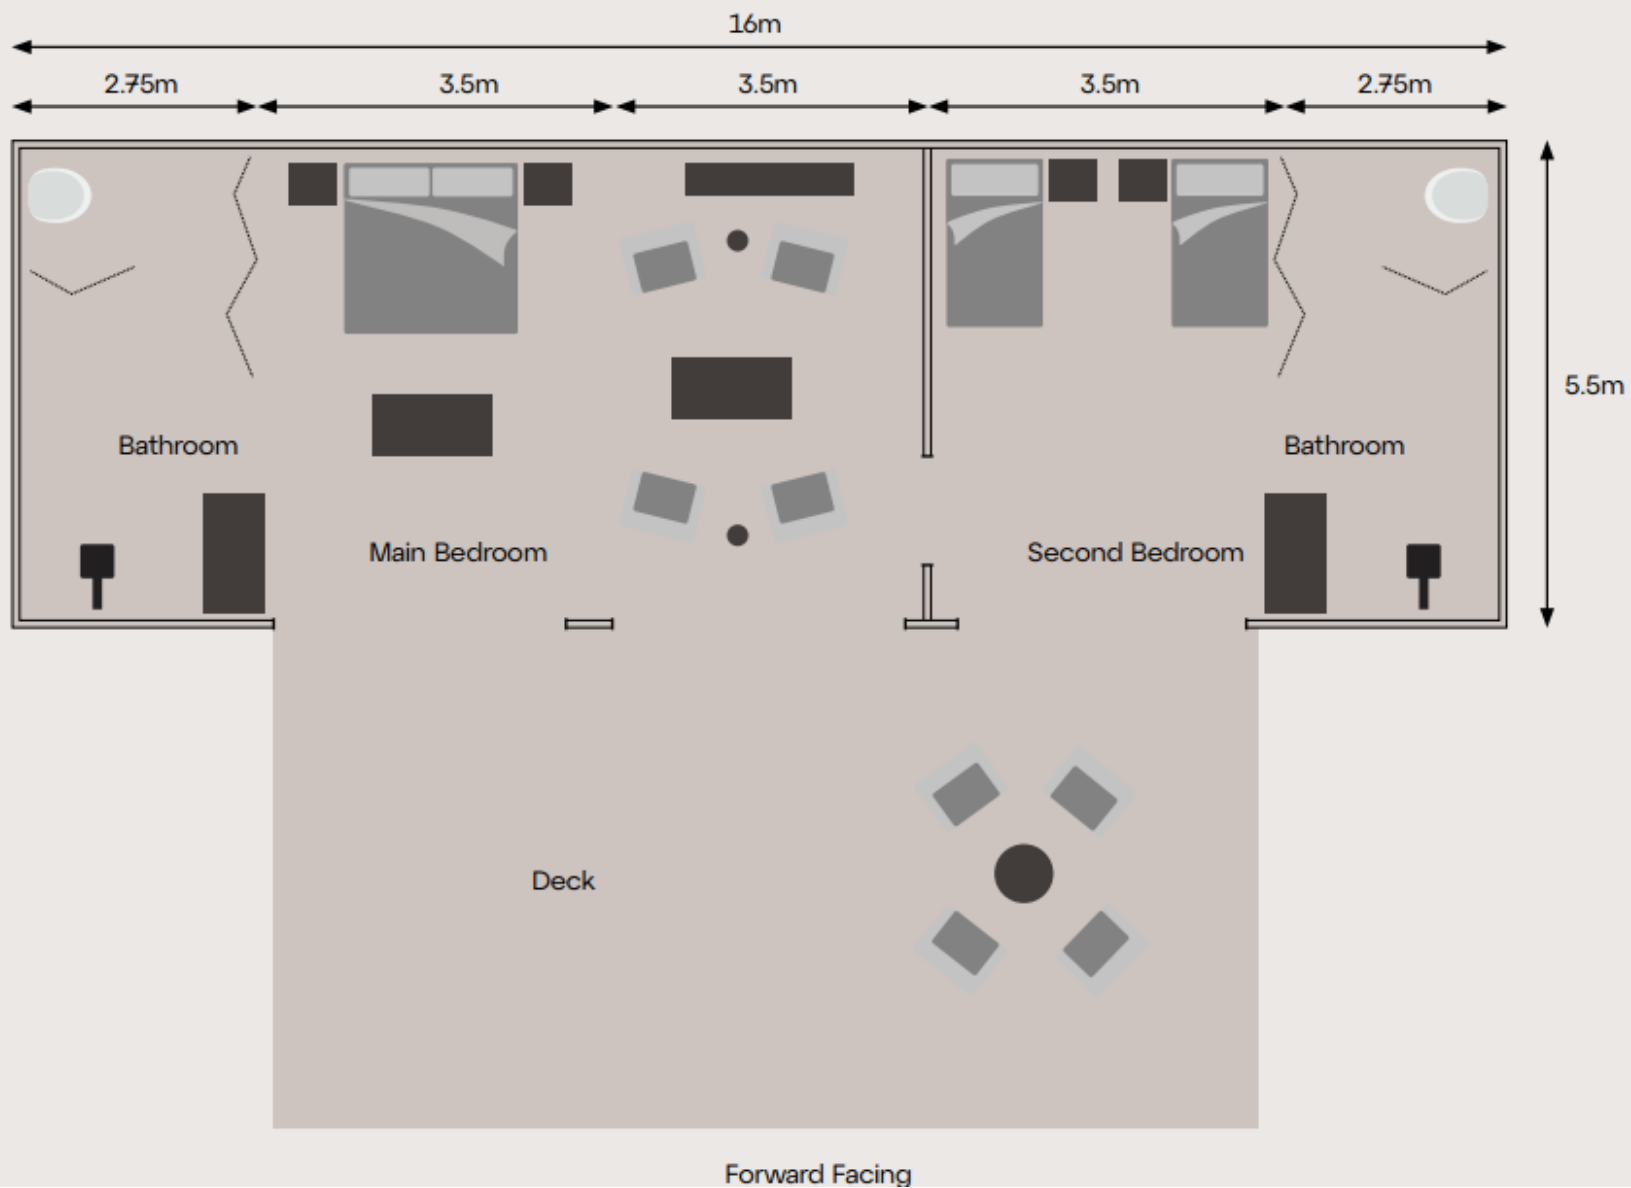 16m
2.75m
3.5m
3.5m
3.5m
2.75m
5.5m
Bathroom
Bathroom
Main Bedroom
Second Bedroom
Deck
Forward Facing